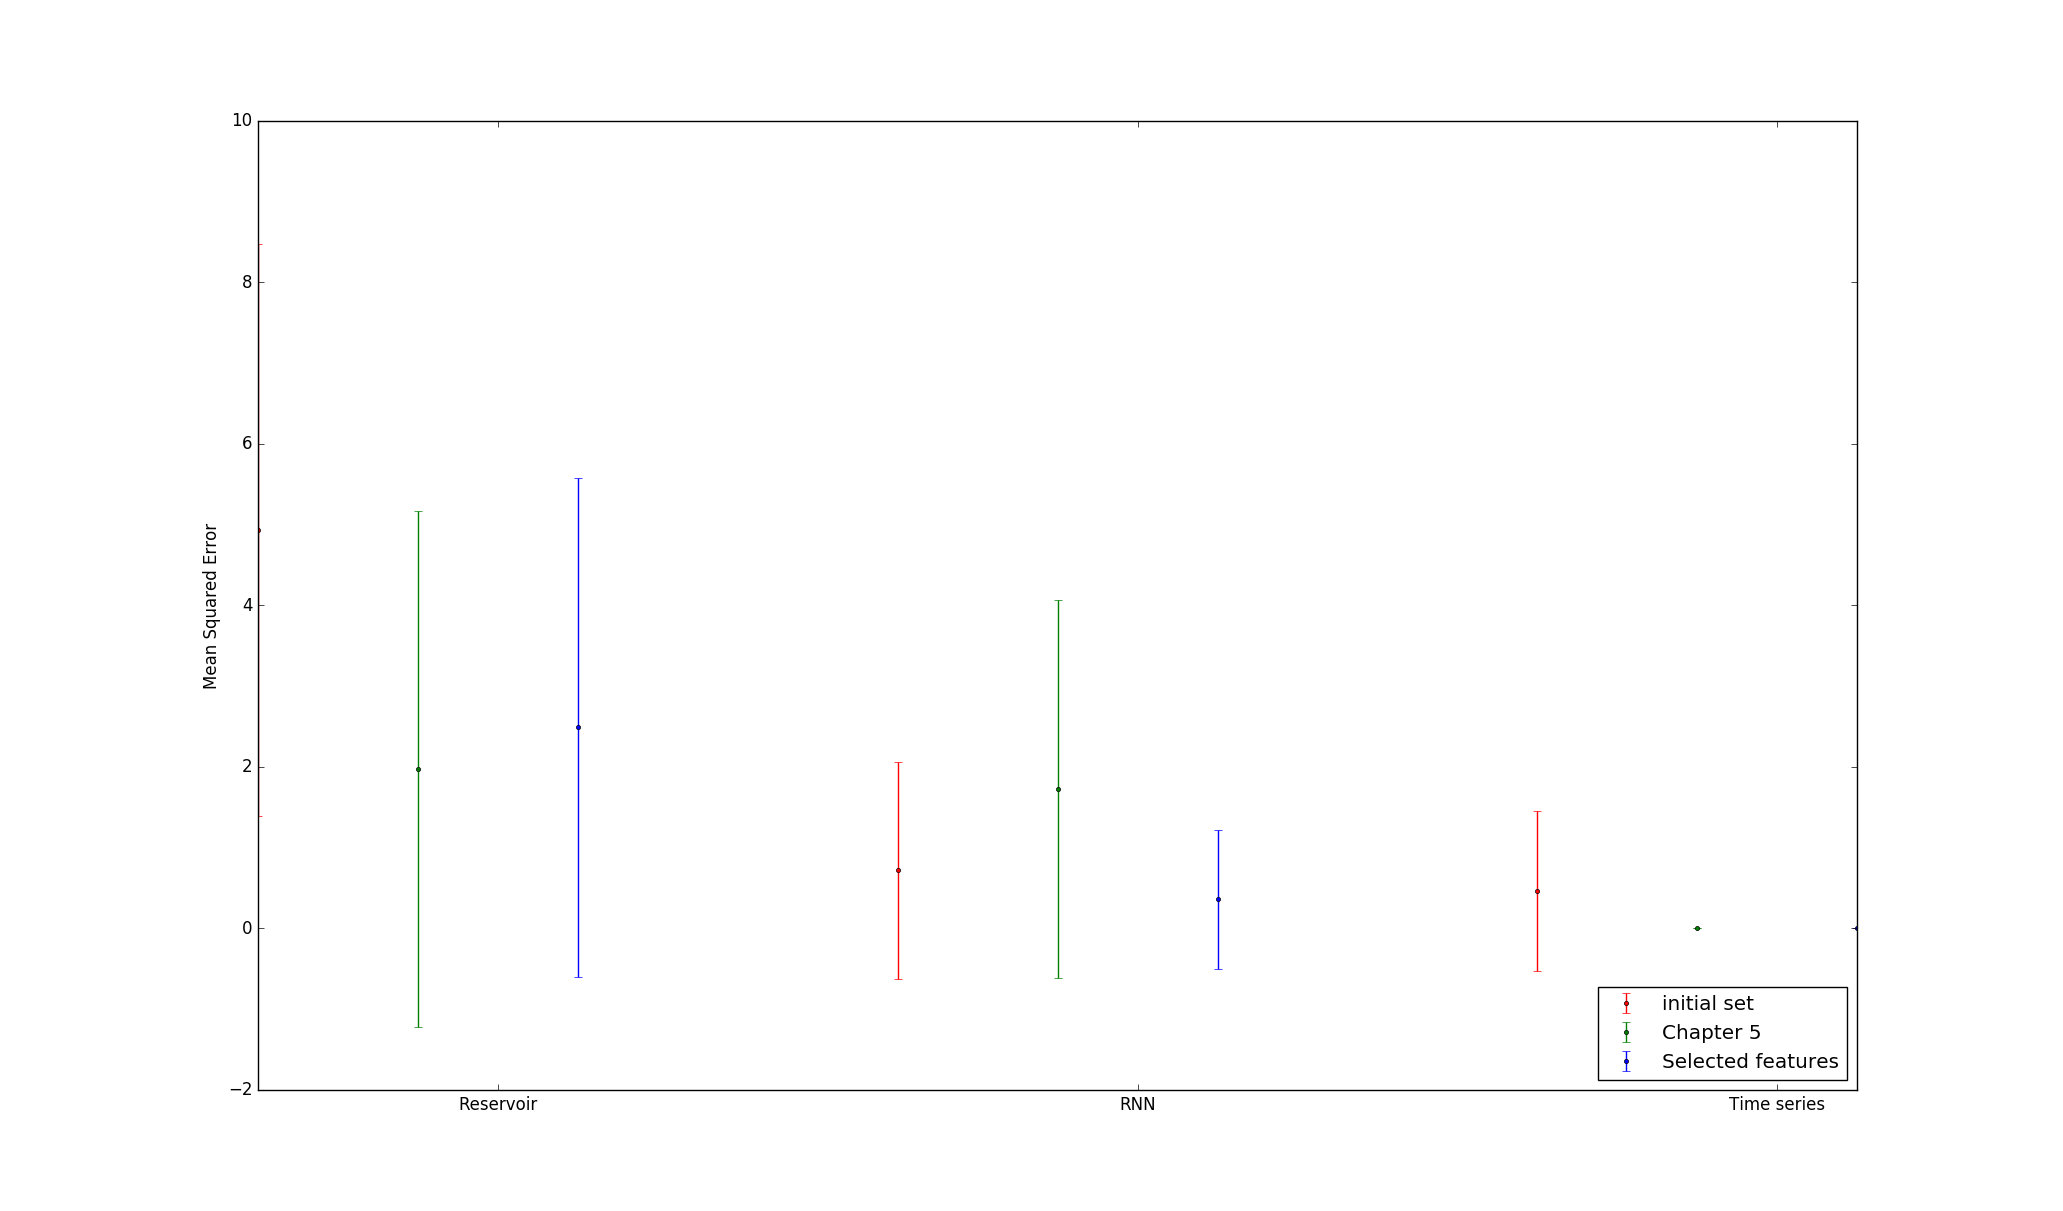 10
8
6
4
2
0
−2
Mean Squared Error
Reservoir
RNN
Time series
initial set
Chapter 5
Selected features